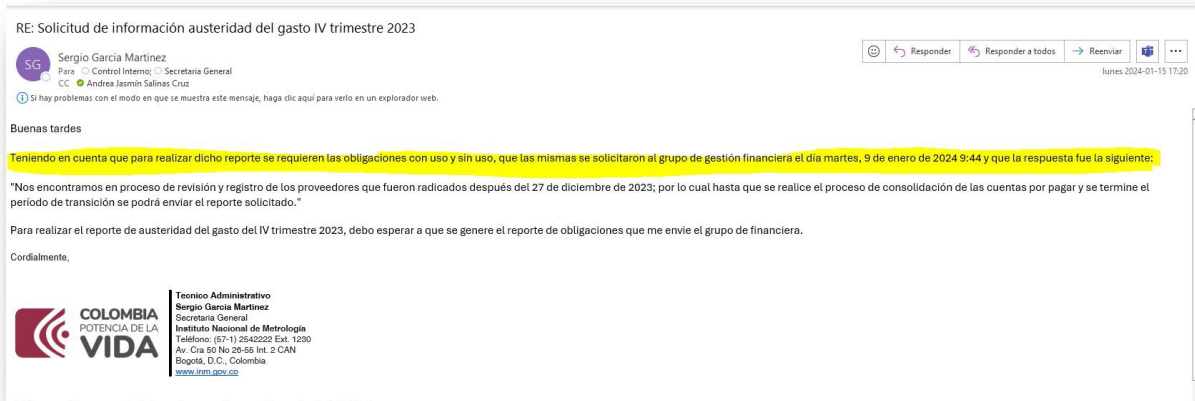 RE: Solicitud de información austeridad del gasto IV trimestre 2023
SG
Sergio Garcia Martinez
Para Control Interno; Secretaria General
CC Andrea Jasmín Salinas Cruz
Responder Responder a todos Reenviar
lunes 2024-01-15 17:20
Si hay problemas con el modo en que se muestra este mensaje, haga clic aquí para verlo en un explorador web.
Buenas tardes
Teniendo en cuenta que para realizar dicho reporte se requieren las obligaciones con uso y sin uso, que las mismas se solicitaron al grupo de gestión financiera el día martes, 9 de enero de 2024 9:44 y que la respuesta fue la siguiente:
"Nos encontramos en proceso de revisión y registro de los proveedores que fueron radicados después del 27 de diciembre de 2023; por lo cual hasta que se realice el proceso de consolidación de las cuentas por pagar y se termine el
período de transición se podrá enviar el reporte solicitado."
Para realizar el reporte de austeridad del gasto del IV trimestre 2023, debo esperar a que se genere el reporte de obligaciones que me envie el grupo de financiera.
Cordialmente,
COLOMBIA
POTENCIA DE LA
VIDA
Tecnico Administrativo
Sergio Garcia Martinez
Secretaria General
Instituto Nacional de Metrología
Teléfono: (57-1) 2542222 Ext. 1230
Av. Cra 50 No 26-55 Int. 2 CAN
Bogotá, D.C., Colombia
www.inm.gov.co